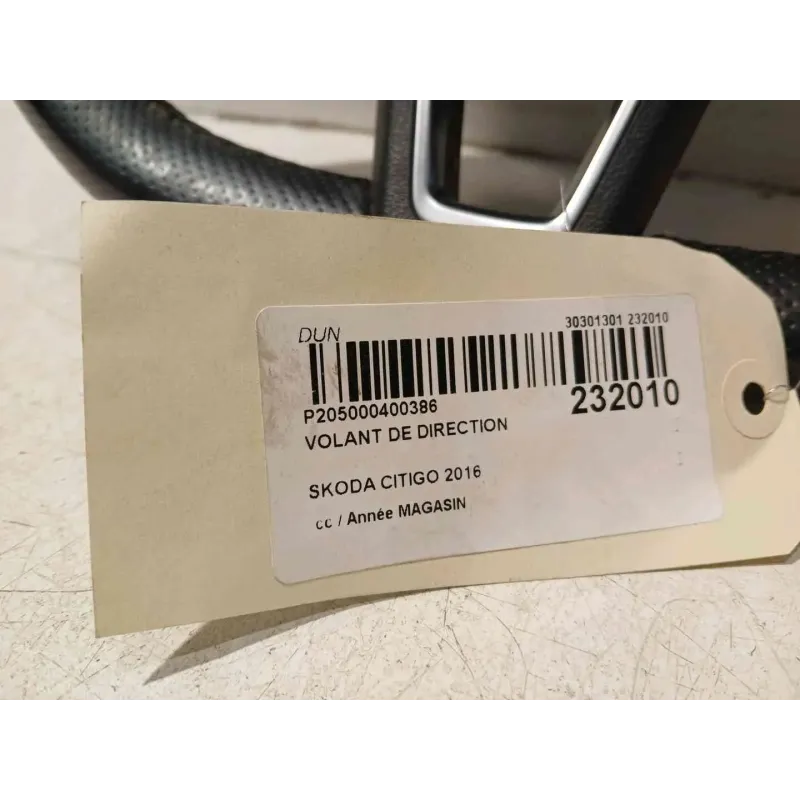 DUN 30301301 232010
P205000400386 232010
VOLANT DE DIRECTION
SKODA CITIGO 2016
cc / Année MAGASIN